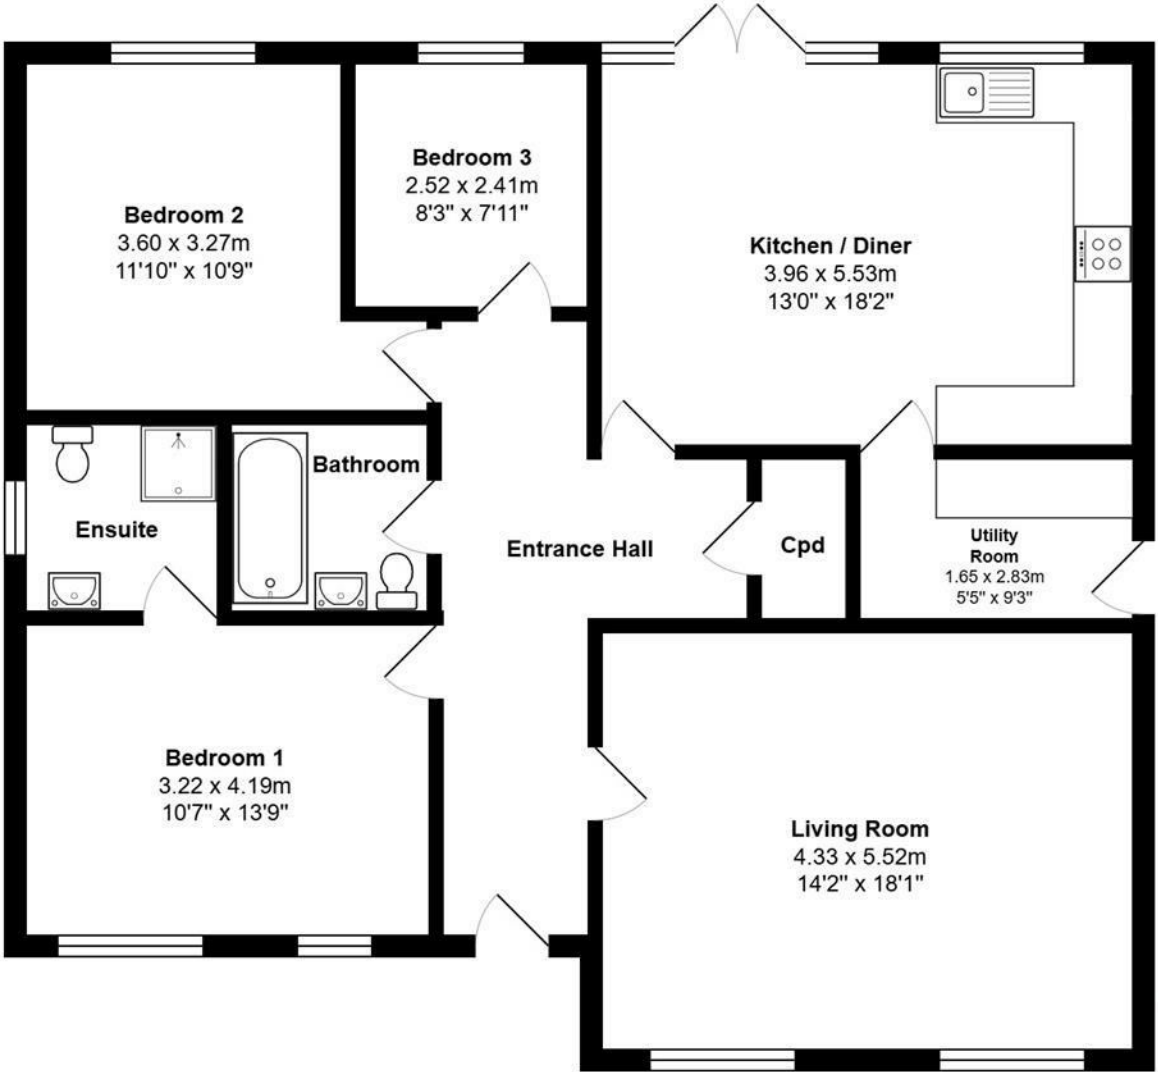 Bedroom 2
3.60 x 3.27m
11'10" x 10'9"
Bedroom 3
2.52 x 2.41m
8'3" x 7'11"
Kitchen / Diner
3.96 x 5.53m
13'0" x 18'2"
Ensuite
Bathroom
Entrance Hall
Cpd
Utility
Room
1.65 x 2.83m
5'5" x 9'3"
Bedroom 1
3.22 x 4.19m
10'7" x 13'9"
Living Room
4.33 x 5.52m
14'2" x 18'1"